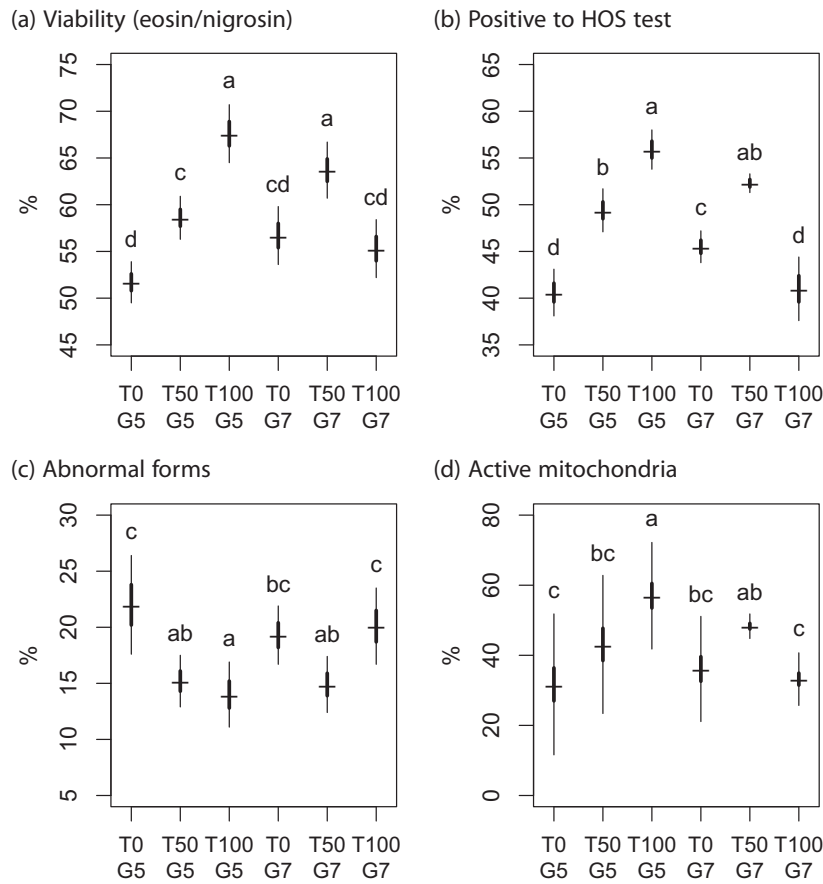 (a) Viability (eosin/nigrosin)
75
70
65
60
55
50
45
%
d
c
a
cd
a
cd
T0 T50 T100 T0 T50 T100
G5 G5 G5 G7 G7 G7
(b) Positive to HOS test
65
60
55
50
45
40
35
%
d
b
a
c
ab
d
T0 T50 T100 T0 T50 T100
G5 G5 G5 G7 G7 G7
(c) Abnormal forms
30
25
20
15
10
5
%
c
ab
a
bc
ab
c
T0 T50 T100 T0 T50 T100
G5 G5 G5 G7 G7 G7
(d) Active mitochondria
80
60
40
20
0
%
c
bc
a
bc
ab
c
T0 T50 T100 T0 T50 T100
G5 G5 G5 G7 G7 G7